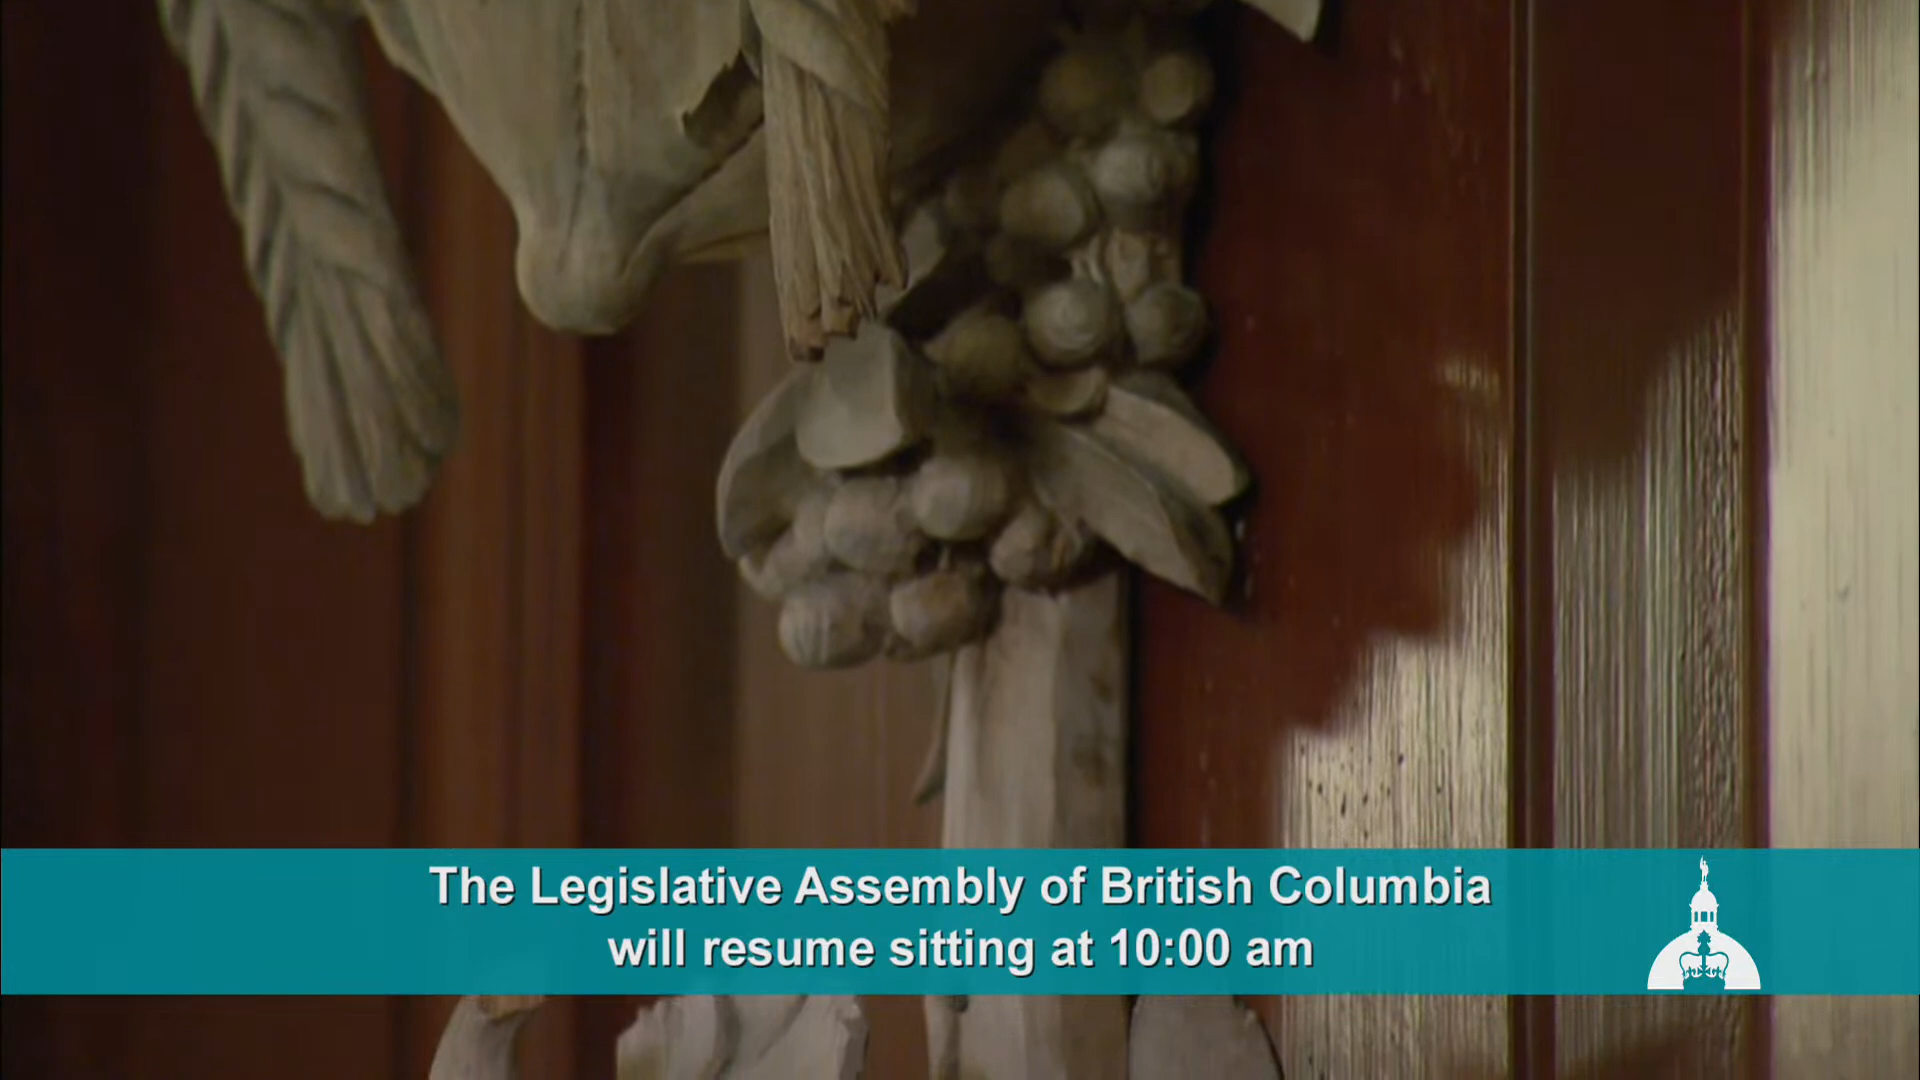 The Legislative Assembly of British Columbia
will resume sitting at 10:00 am